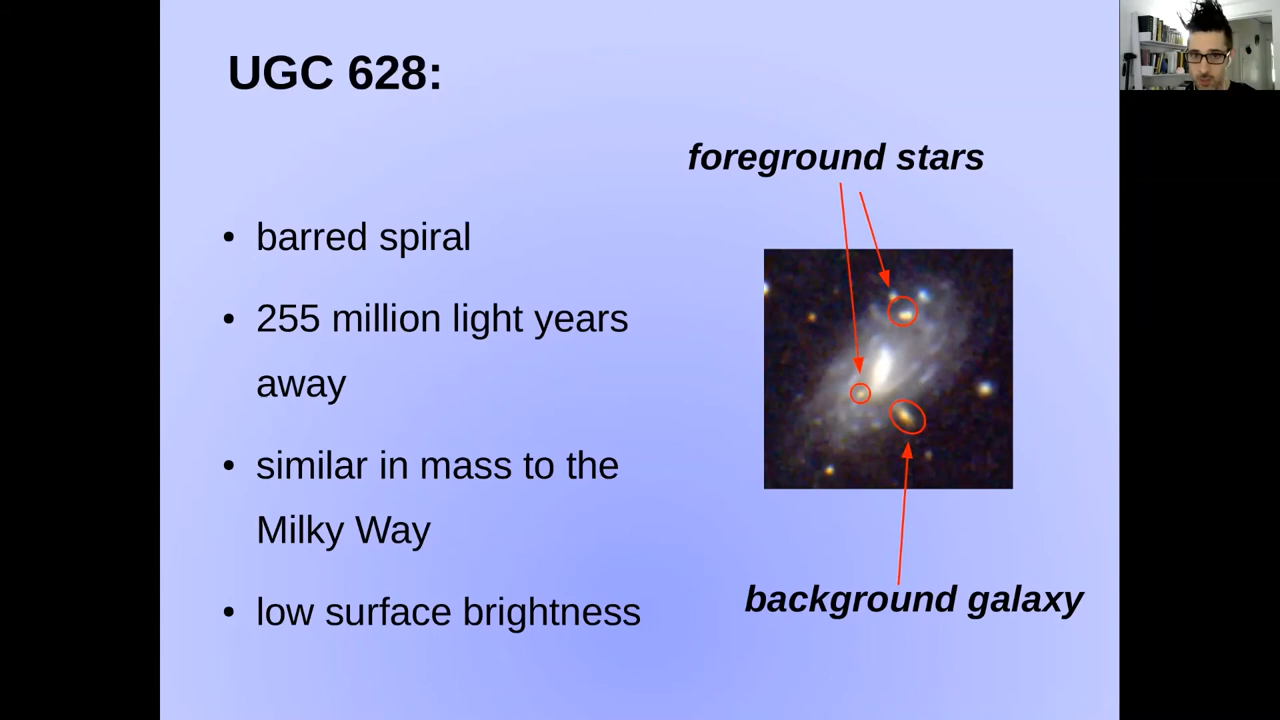 UGC 628:
foreground stars
• barred spiral
• 255 million light years
away
• similar in mass to the
Milky Way
• low surface brightness
background galaxy